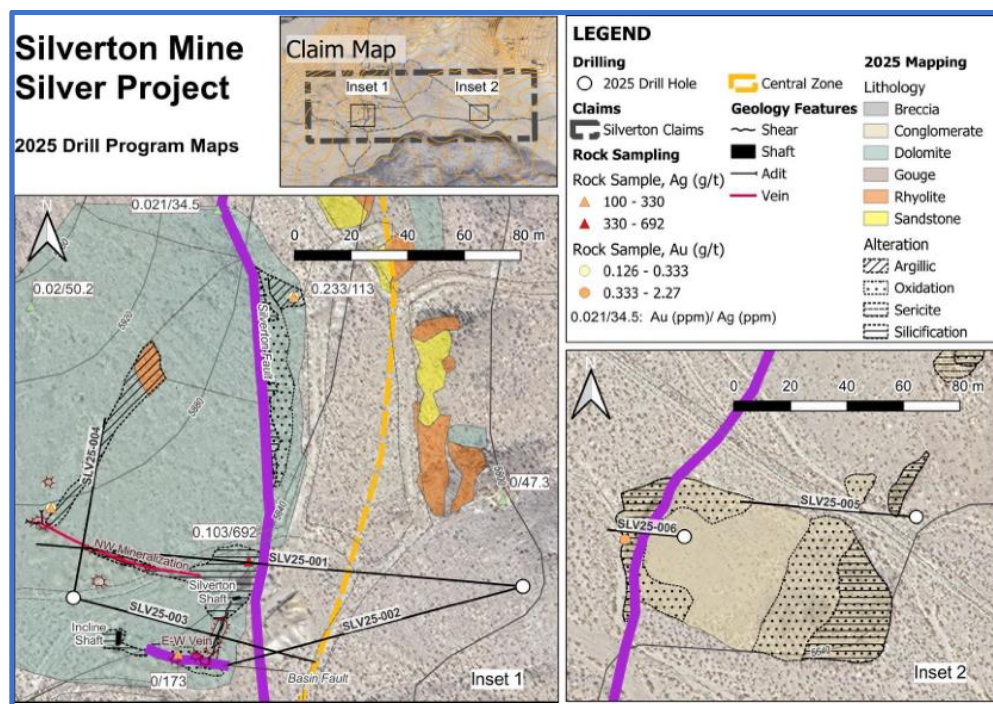 Silverton Mine
Silver Project
2025 Drill Program Maps
Claim Map
Inset 1
Inset 2
LEGEND
Drilling
2025 Drill Hole
Claims
Silverton Claims
Rock Sampling
Rock Sample, Ag (g/t)
100 - 330
330 - 692
Rock Sample, Au (g/t)
0.126 - 0.333
0.333 - 2.27
0.021/34.5: Au (ppm)/ Ag (ppm)
Central Zone
Geology Features
Shear
Shaft
Adit
Vein
2025 Mapping
Lithology
Breccia
Conglomerate
Dolomite
Gouge
Rhyolite
Sandstone
Alteration
Argillic
Oxidation
Sericite
Silicification
N
0.021/34.5
0 20 40 60 80 m
0.02/50.2
0.233/113
5920
Silverton Fault
5880
SLV25-004
5840
0/47.3
0.103/692
SLV25-001
NW Mineralization
Silverton
Shaft
SLV25-003
SLV25-002
Incline
Shaft
E-W Vein
0/173
Basin Fault
Inset 1
N
0 20 40 60 80 m
SLV25-005
SLV25-006
5640
Inset 2